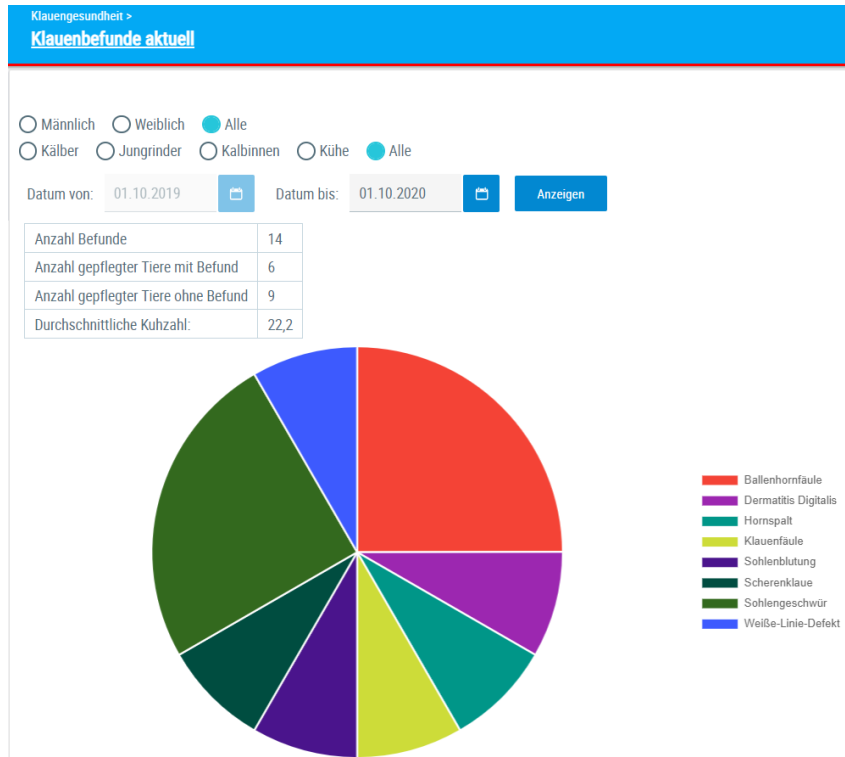 Klauengesundheit >
Klauenbefunde aktuell
Männlich Weiblich Alle
Kälber Jungrinder Kalbinnen Kühe Alle
Datum von: 01.10.2019 Datum bis: 01.10.2020 Anzeigen
Anzahl Befunde 14
Anzahl gepflegter Tiere mit Befund 6
Anzahl gepflegter Tiere ohne Befund 9
Durchschnittliche Kuhzahl: 22,2
Ballenhornfäule
Dermatitis Digitalis
Hornspalt
Klauenfäule
Sohlenblutung
Scherenklaue
Sohlengeschwür
Weiße-Linie-Defekt